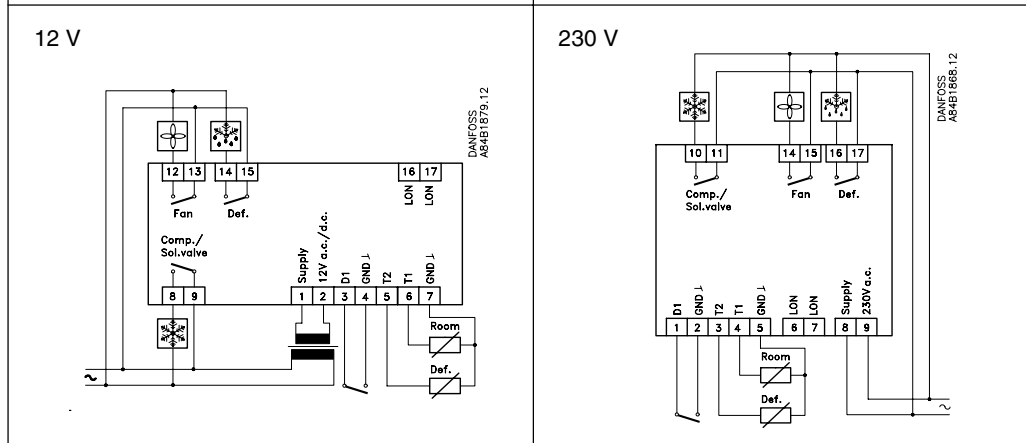 12 V
DANFOSS
A84B1879.12
12 13 14 15 16 17
Fan Def. LON LON
Comp./
Sol.valve
Supply 12V a.c./d.c. D1 GND T2 T1 GND
8 9 1 2 3 4 5 6 7
Room
Def.
~
230 V
DANFOSS
A84B1868.12
10 11 14 15 16 17
Comp./
Sol.valve
Fan Def.
D1 GND T2 T1 GND LON LON Supply 230V a.c.
1 2 3 4 5 6 7 8 9
Room
Def.
~